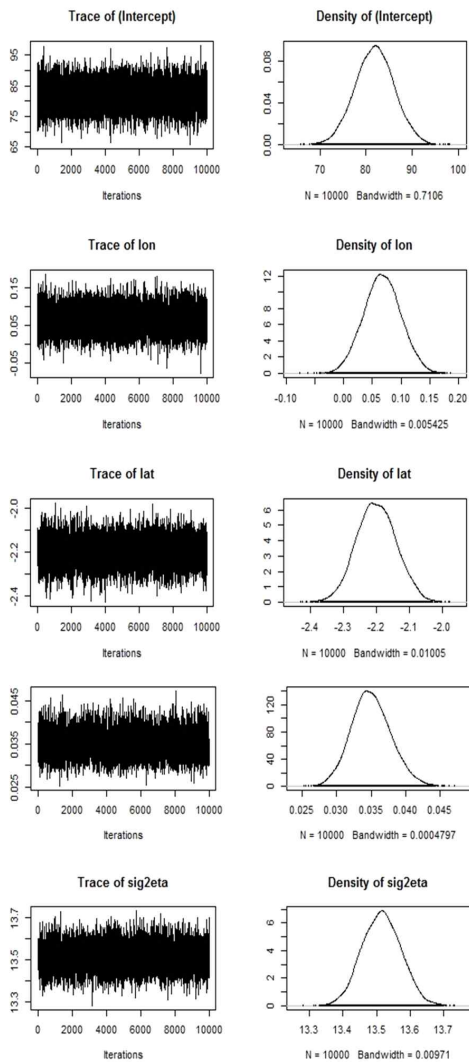 Trace of (Intercept)
Density of (Intercept)
65 75 85 95
0 2000 4000 6000 8000 10000
Iterations
0.00 0.04 0.08
70 80 90 100
N = 10000 Bandwidth = 0.7106
Trace of lon
Density of lon
-0.05 0.05 0.15
0 2000 4000 6000 8000 10000
Iterations
0 2 4 6 8 12
-0.10 0.00 0.05 0.10 0.15 0.20
N = 10000 Bandwidth = 0.005425
Trace of lat
Density of lat
-2.4 -2.2 -2.0
0 2000 4000 6000 8000 10000
Iterations
0 1 2 3 4 5 6
-2.4 -2.3 -2.2 -2.1 -2.0
N = 10000 Bandwidth = 0.01005
0.025 0.035 0.045
0 2000 4000 6000 8000 10000
Iterations
0 40 80 120
0.025 0.030 0.035 0.040 0.045
N = 10000 Bandwidth = 0.0004797
Trace of sig2eta
Density of sig2eta
13.3 13.5 13.7
0 2000 4000 6000 8000 10000
Iterations
0 2 4 6
13.3 13.4 13.5 13.6 13.7
N = 10000 Bandwidth = 0.00971